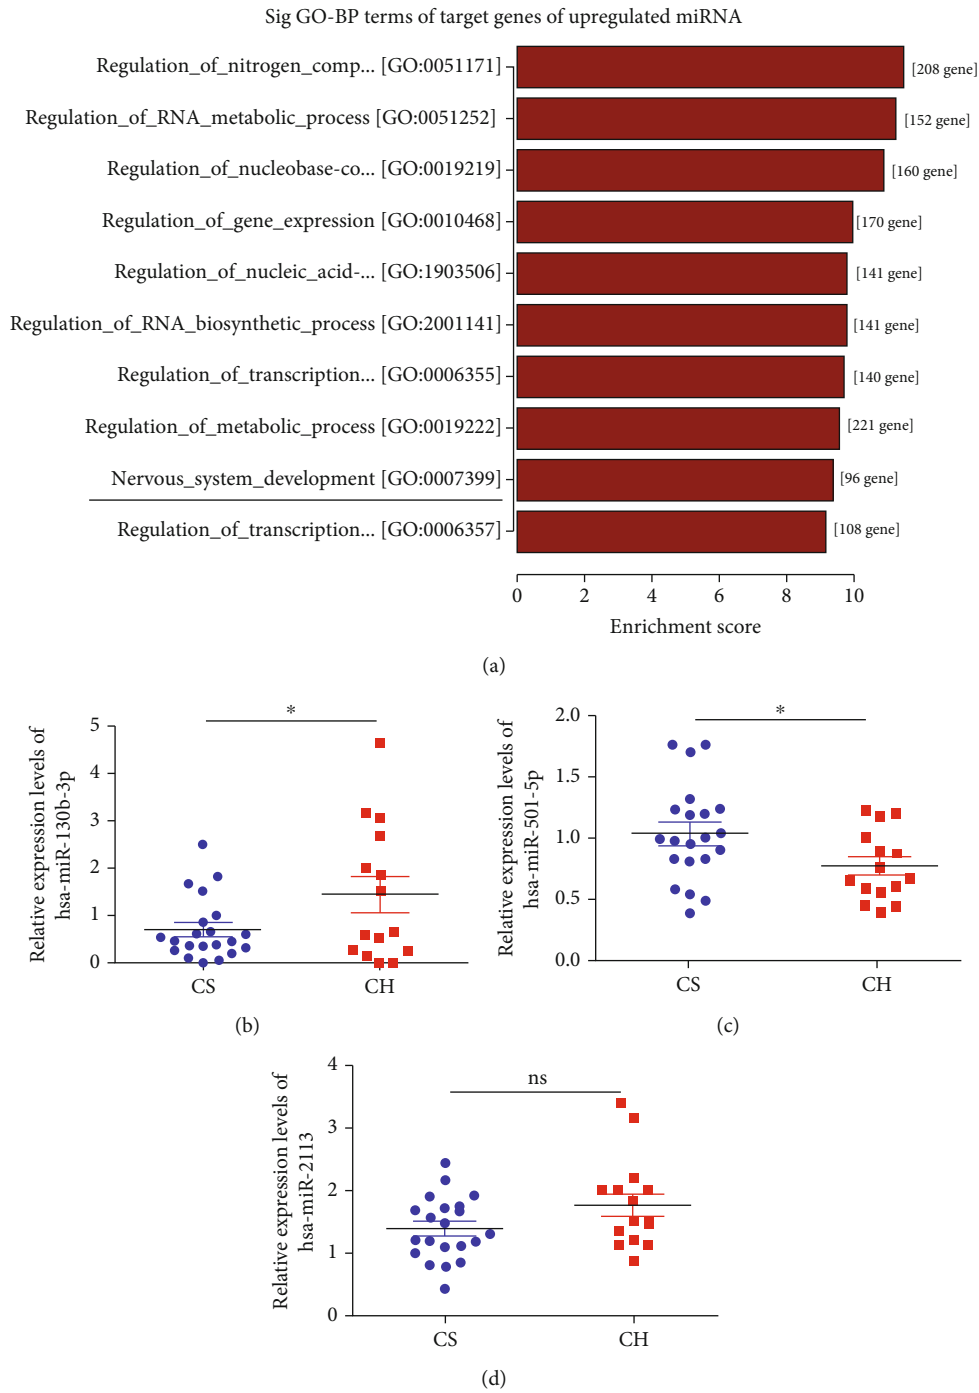 Sig GO-BP terms of target genes of upregulated miRNA
Regulation_of_nitrogen_comp... [GO:0051171] [208 gene]
Regulation_of_RNA_metabolic_process [GO:0051252] [152 gene]
Regulation_of_nucleobase-co... [GO:0019219] [160 gene]
Regulation_of_gene_expression [GO:0010468] [170 gene]
Regulation_of_nucleic_acid-... [GO:1903506] [141 gene]
Regulation_of_RNA_biosynthetic_process [GO:2001141] [141 gene]
Regulation_of_transcription... [GO:0006355] [140 gene]
Regulation_of_metabolic_process [GO:0019222] [221 gene]
Nervous_system_development [GO:0007399] [96 gene]
Regulation_of_transcription... [GO:0006357] [108 gene]
0 2 4 6 8 10
Enrichment score
(a)
Relative expression levels of
hsa-miR-130b-3p
5
4
3
2
1
0
*
CS CH
(b)
Relative expression levels of
hsa-miR-501-5p
2.0
1.5
1.0
0.5
0.0
*
CS CH
(c)
Relative expression levels of
hsa-miR-2113
4
3
2
1
0
ns
CS CH
(d)